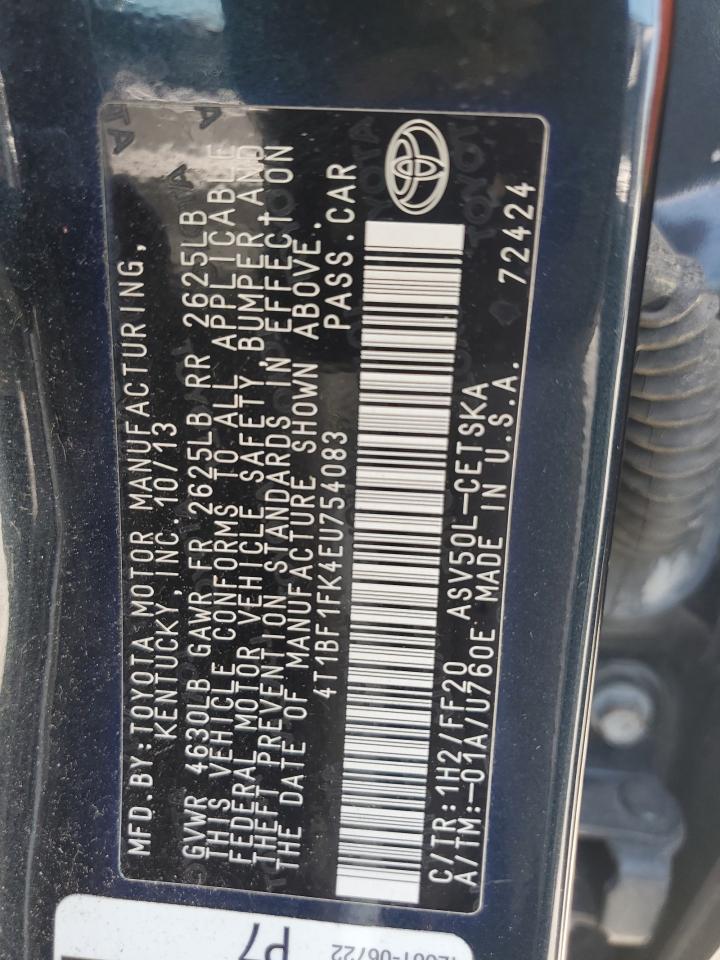 MFD.BY:TOYOTA MOTOR MANUFACTURING,
KENTUCKY,INC. 10/13
GVWR 4630LB GAWR FR 2625LB RR 2625LB
THIS VEHICLE CONFORMS TO ALL APPLICABLE
FEDERAL MOTOR VEHICLE SAFETY,BUMPER AND
THEFT PREVENTION STANDARDS IN EFFECT ON
THE DATE OF MANUFACTURE SHOWN ABOVE.
4T1BF1FK4EU754083 PASS.CAR
C/TR:1H2/FF20 ASV50L-CETSKA
A/TM:-01A/U760E MADE IN U.S.A. 72424
P7